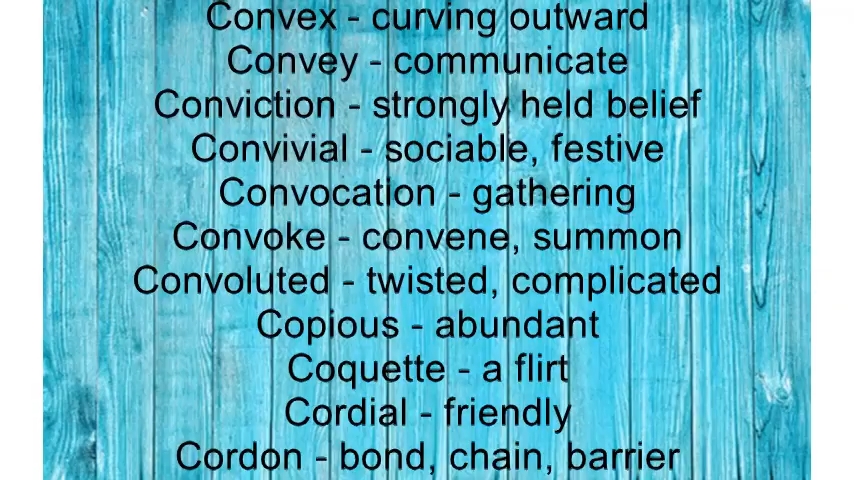 Convex - curving outward
Convey - communicate
Conviction - strongly held belief
Convivial - sociable, festive
Convocation - gathering
Convoke - convene, summon
Convoluted - twisted, complicated
Copious - abundant
Coquette - a flirt
Cordial - friendly
Cordon - bond, chain, barrier